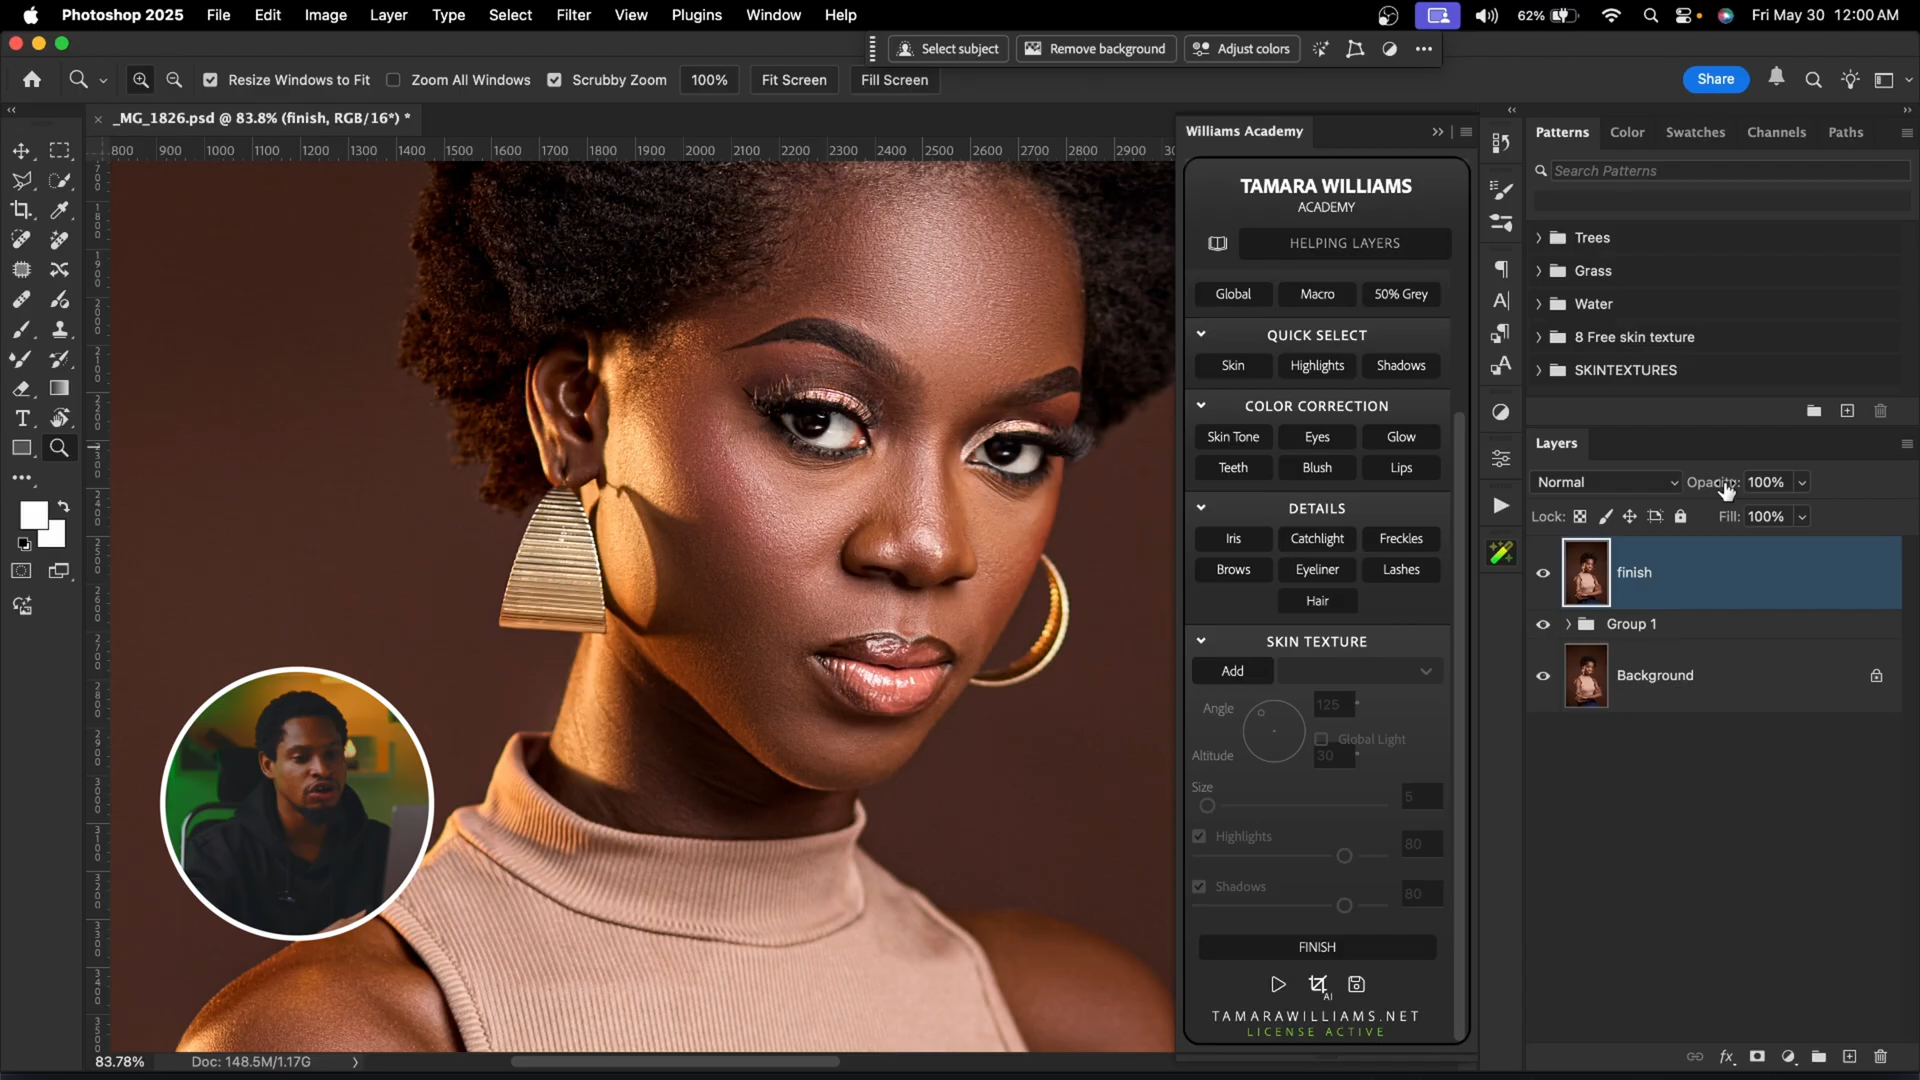 Photoshop 2025 File Edit Image Layer Type Select Filter View Plugins Window Help 62% Fri May 30 12:00 AM
Select subject Remove background Adjust colors
Resize Windows to Fit Zoom All Windows Scrubby Zoom 100% Fit Screen Fill Screen Share
_MG_1826.psd @ 83.8% (finish, RGB/16*) *
800 900 1000 1100 1200 1300 1400 1500 1600 1700 1800 1900 2000 2100 2200 2300 2400 2500 2600 2700 2800 2900
Williams Academy
TAMARA WILLIAMS
ACADEMY
HELPING LAYERS
Global Macro 50% Grey
QUICK SELECT
Skin Highlights Shadows
COLOR CORRECTION
Skin Tone Eyes Glow
Teeth Blush Lips
DETAILS
Iris Catchlight Freckles
Brows Eyeliner Lashes
Hair
SKIN TEXTURE
Add
Angle 125 °
Global Light
Altitude 30 °
Size
5
Highlights
80
Shadows
80
FINISH
AI
TAMARAWILLIAMS.NET
LICENSE ACTIVE
Patterns Color Swatches Channels Paths
Search Patterns
Trees
Grass
Water
8 Free skin texture
SKINTEXTURES
Layers
Normal Opacity: 100%
Lock: Fill: 100%
finish
Group 1
Background
fx
83.78% Doc: 148.5M/1.17G